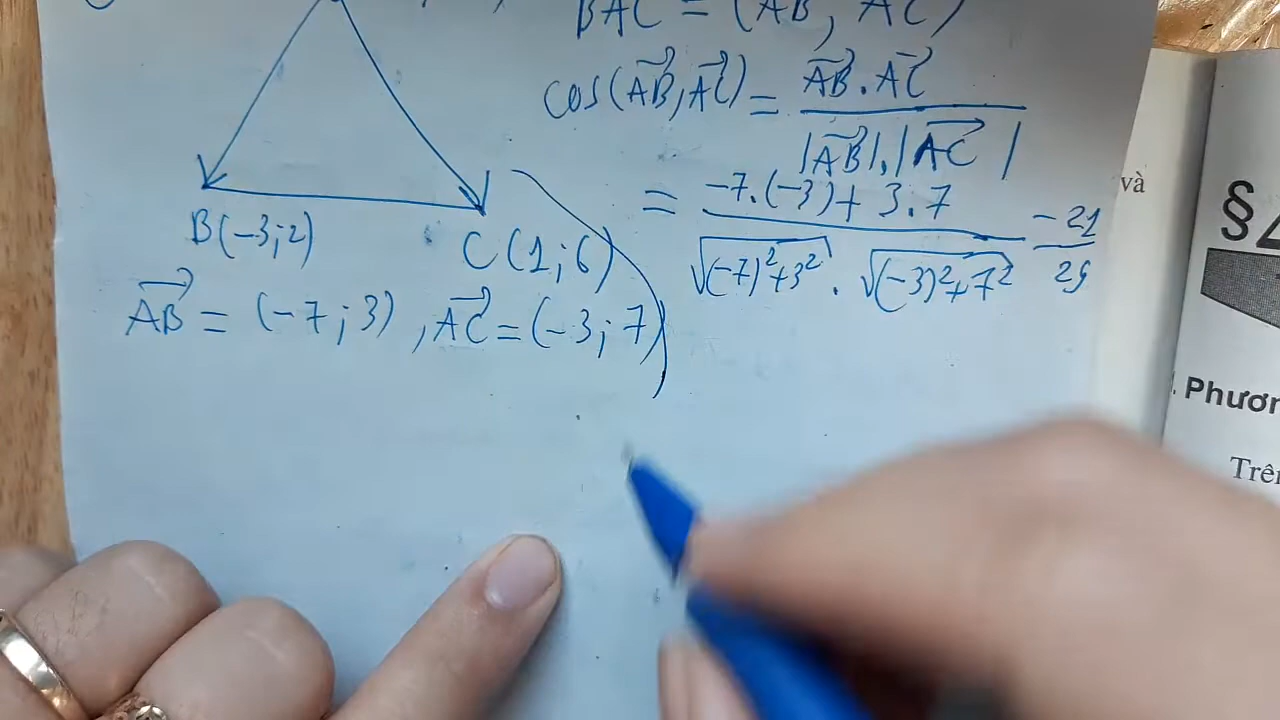 BAC = (AB, AC)
cos(AB, AC) = AB . AC / |AB|.|AC|
= -7.(-3) + 3.7 / √(-7)²+3² . √(-3)²+7² = 21 / 29
B(-3;2)
C(1;6)
AB = (-7;3), AC = (-3;7)
và
§
Phươn
Trên